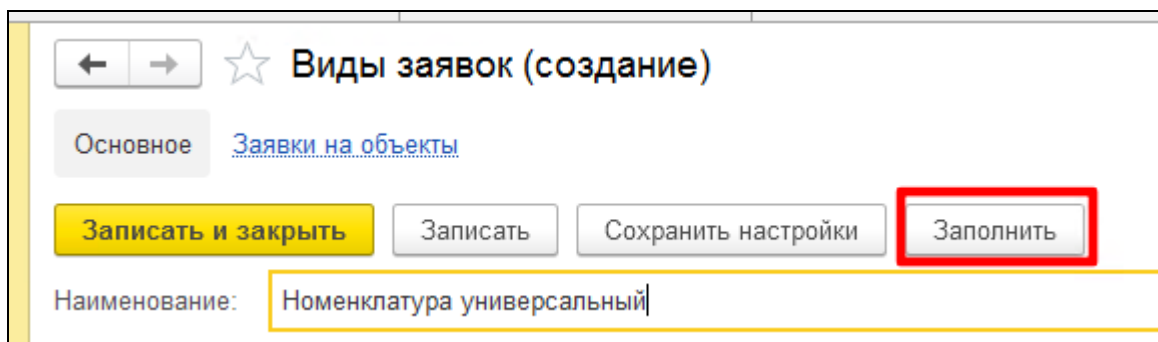 Виды заявок (создание)
Основное Заявки на объекты
Записать и закрыть Записать Сохранить настройки Заполнить
Наименование: Номенклатура универсальный